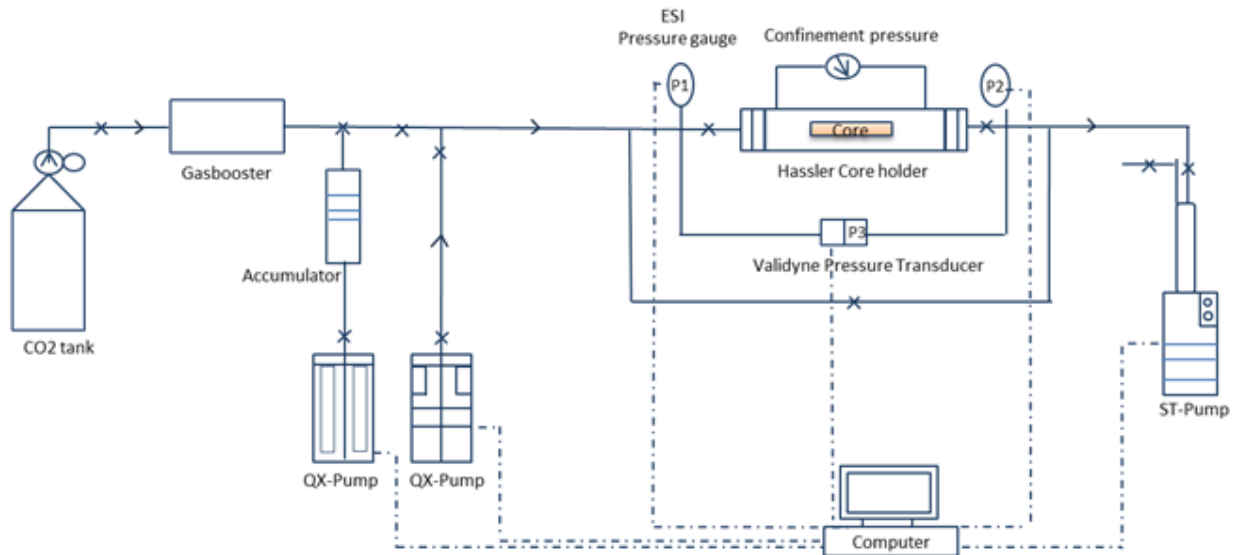 ESI
Pressure gauge
Confinement pressure
P1
P2
Core
Gasbooster
Hassler Core holder
P3
Accumulator
Validyne Pressure Transducer
CO2 tank
ST-Pump
QX-Pump
QX-Pump
Computer